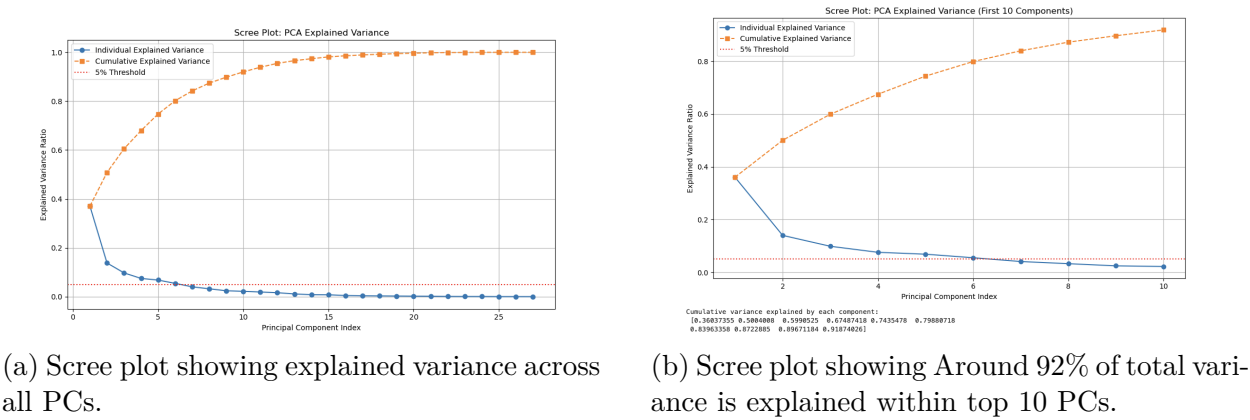 Scree Plot: PCA Explained Variance
Individual Explained Variance
Cumulative Explained Variance
5% Threshold
Explained Variance Ratio
1.0
0.8
0.6
0.4
0.2
0.0
0 5 10 15 20 25
Principal Component Index
(a) Scree plot showing explained variance across
all PCs.
Scree Plot: PCA Explained Variance (First 10 Components)
Individual Explained Variance
Cumulative Explained Variance
5% Threshold
Explained Variance Ratio
0.8
0.6
0.4
0.2
0.0
2 4 6 8 10
Principal Component Index
Cumulative variance explained by each component:
[0.36037355 0.5004008 0.5990525 0.67487418 0.7435478 0.79880718
0.83963358 0.8722885 0.89671184 0.91874026]
(b) Scree plot showing Around 92% of total vari-
ance is explained within top 10 PCs.